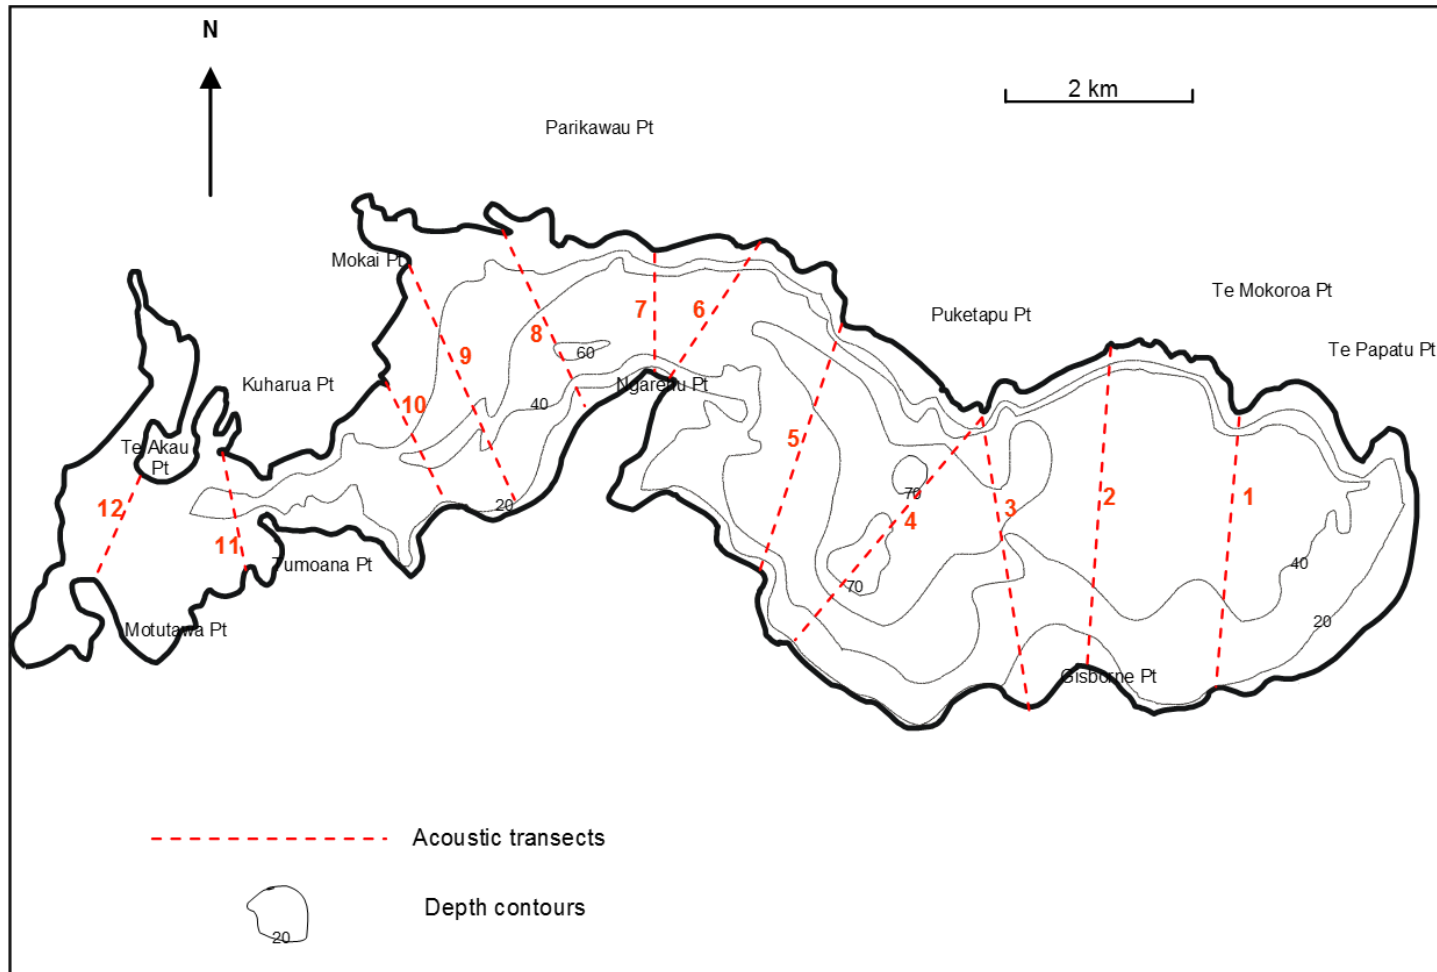 N
2 km
Parikawau Pt
Mokai Pt
Te Mokoroa Pt
7
6
Puketapu Pt
8
Te Papatu Pt
60
9
Kuharua Pt
Ngarehu Pt
10
40
5
Te Akau
Pt
70
3
2
1
12
20
4
11
40
Tumoana Pt
70
20
Motutawa Pt
Gisborne Pt
Acoustic transects
Depth contours
20